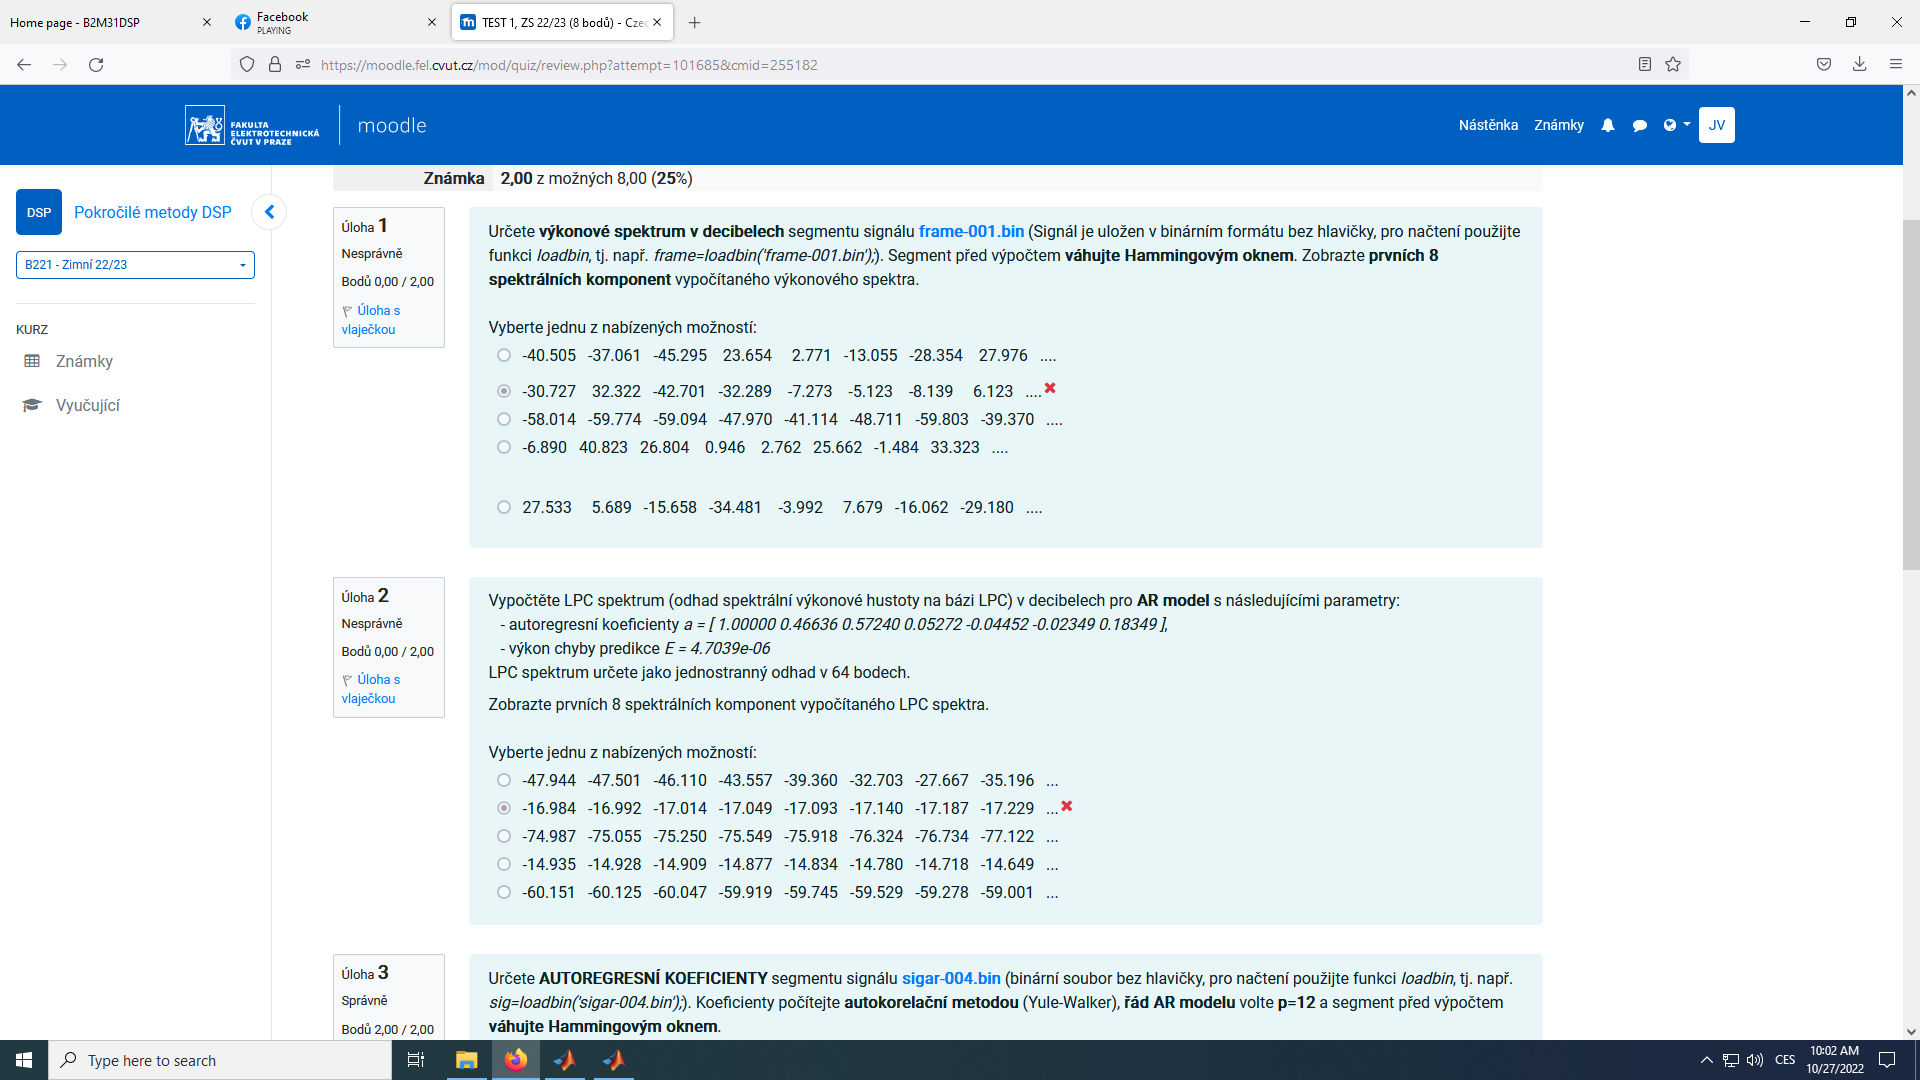 Home page - B2M31DSP
Facebook
PLAYING
TEST 1, ZS 22/23 (8 bodů) - Czec
https://moodle.fel.cvut.cz/mod/quiz/review.php?attempt=101685&cmid=255182
FAKULTA
ELEKTROTECHNICKÁ
ČVUT V PRAZE
moodle
Nástěnka
Známky
JV
DSP
Pokročilé metody DSP
B221 - Zimní 22/23
KURZ
Známky
Vyučující
Známka 2,00 z možných 8,00 (25%)
Úloha 1
Nesprávně
Bodů 0,00 / 2,00
Úloha s
vlaječkou
Určete výkonové spektrum v decibelech segmentu signálu frame-001.bin (Signál je uložen v binárním formátu bez hlavičky, pro načtení použijte
funkci loadbin, tj. např. frame=loadbin('frame-001.bin');). Segment před výpočtem váhujte Hammingovým oknem. Zobrazte prvních 8
spektrálních komponent vypočítaného výkonového spektra.
Vyberte jednu z nabízených možností:
-40.505 -37.061 -45.295 23.654 2.771 -13.055 -28.354 27.976 ....
-30.727 32.322 -42.701 -32.289 -7.273 -5.123 -8.139 6.123 ....
-58.014 -59.774 -59.094 -47.970 -41.114 -48.711 -59.803 -39.370 ....
-6.890 40.823 26.804 0.946 2.762 25.662 -1.484 33.323 ....
27.533 5.689 -15.658 -34.481 -3.992 7.679 -16.062 -29.180 ....
Úloha 2
Nesprávně
Bodů 0,00 / 2,00
Úloha s
vlaječkou
Vypočtěte LPC spektrum (odhad spektrální výkonové hustoty na bázi LPC) v decibelech pro AR model s následujícími parametry:
- autoregresní koeficienty a = [ 1.00000 0.46636 0.57240 0.05272 -0.04452 -0.02349 0.18349 ],
- výkon chyby predikce E = 4.7039e-06
LPC spektrum určete jako jednostranný odhad v 64 bodech.
Zobrazte prvních 8 spektrálních komponent vypočítaného LPC spektra.
Vyberte jednu z nabízených možností:
-47.944 -47.501 -46.110 -43.557 -39.360 -32.703 -27.667 -35.196 ...
-16.984 -16.992 -17.014 -17.049 -17.093 -17.140 -17.187 -17.229 ...
-74.987 -75.055 -75.250 -75.549 -75.918 -76.324 -76.734 -77.122 ...
-14.935 -14.928 -14.909 -14.877 -14.834 -14.780 -14.718 -14.649 ...
-60.151 -60.125 -60.047 -59.919 -59.745 -59.529 -59.278 -59.001 ...
Úloha 3
Správně
Bodů 2,00 / 2,00
Určete AUTOREGRESNÍ KOEFICIENTY segmentu signálu sigar-004.bin (binární soubor bez hlavičky, pro načtení použijte funkci loadbin, tj. např.
sig=loadbin('sigar-004.bin');). Koeficienty počítejte autokorelační metodou (Yule-Walker), řád AR modelu volte p=12 a segment před výpočtem
váhujte Hammingovým oknem.
Type here to search
CES
10:02 AM
10/27/2022